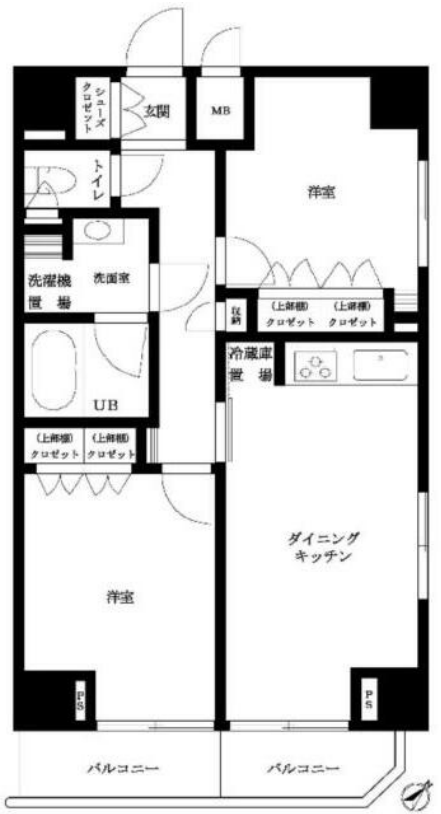 シューズ
クロゼット
玄関
MB
トイレ
洋室
洗濯機
置場
洗面室
収納
(上部棚)
クロゼット
(上部棚)
クロゼット
冷蔵庫
置場
UB
(上部棚)
クロゼット
(上部棚)
クロゼット
ダイニング
キッチン
洋室
PS
PS
バルコニー
バルコニー